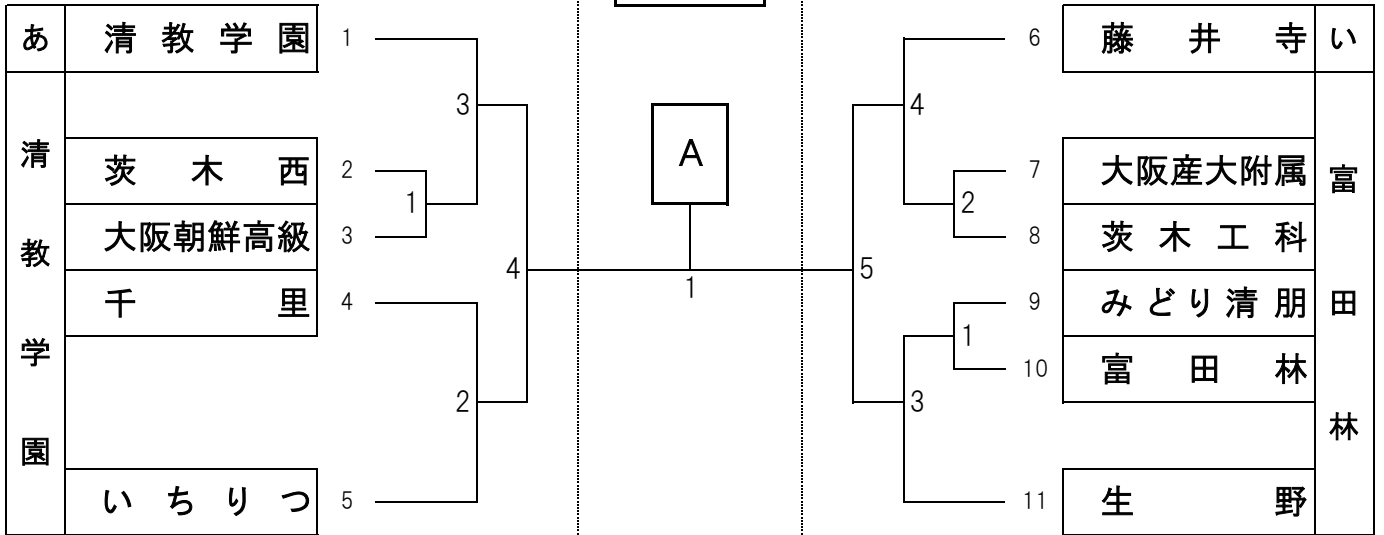 あ 清教学園 1
3
清教学園
茨木西 2
1
大阪朝鮮高級 3
4
千里 4
2
いちりつ 5
A
1
6 藤井寺 い
4
富田林
7 大阪産大附属
2
8 茨木工科
5
9 みどり清朋
1
10 富田林
3
11 生野